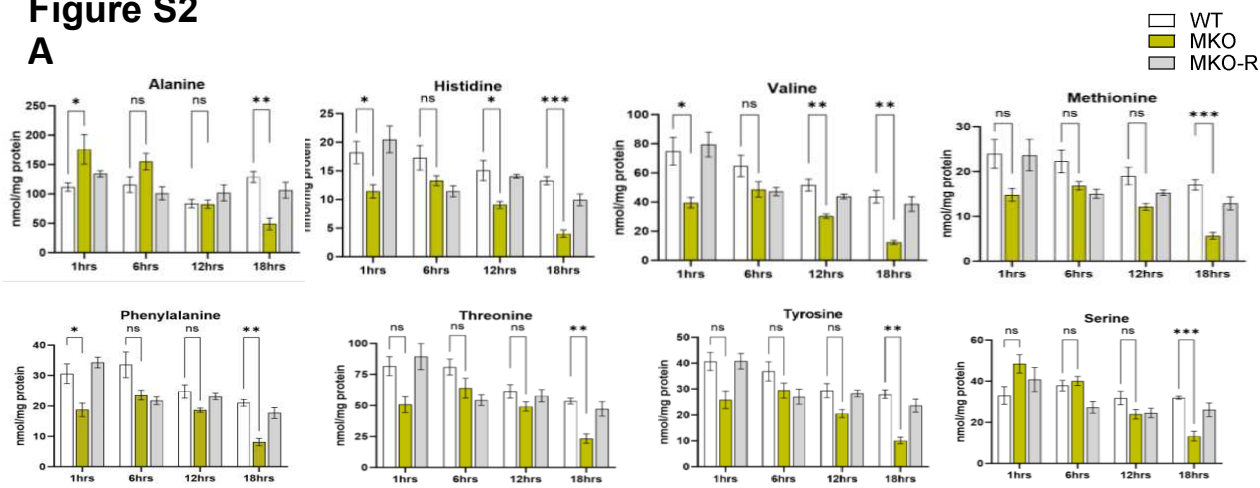 Figure S2
A
WT
MKO
MKO-R
Alanine
* ns ns **
nmol/mg protein
250
200
150
100
50
0
1hrs 6hrs 12hrs 18hrs
Histidine
* ns * ***
nmol/mg protein
25
20
15
10
5
0
1hrs 6hrs 12hrs 18hrs
Valine
* ns ** **
nmol/mg protein
100
80
60
40
20
0
1hrs 6hrs 12hrs 18hrs
Methionine
ns ns ns ***
nmol/mg protein
30
20
10
0
1hrs 6hrs 12hrs 18hrs
Phenylalanine
* ns ns **
nmol/mg protein
40
30
20
10
0
1hrs 6hrs 12hrs 18hrs
Threonine
ns ns ns **
nmol/mg protein
100
75
50
25
0
1hrs 6hrs 12hrs 18hrs
Tyrosine
ns ns ns **
nmol/mg protein
50
40
30
20
10
0
1hrs 6hrs 12hrs 18hrs
Serine
ns ns ns ***
nmol/mg protein
60
40
20
0
1hrs 6hrs 12hrs 18hrs